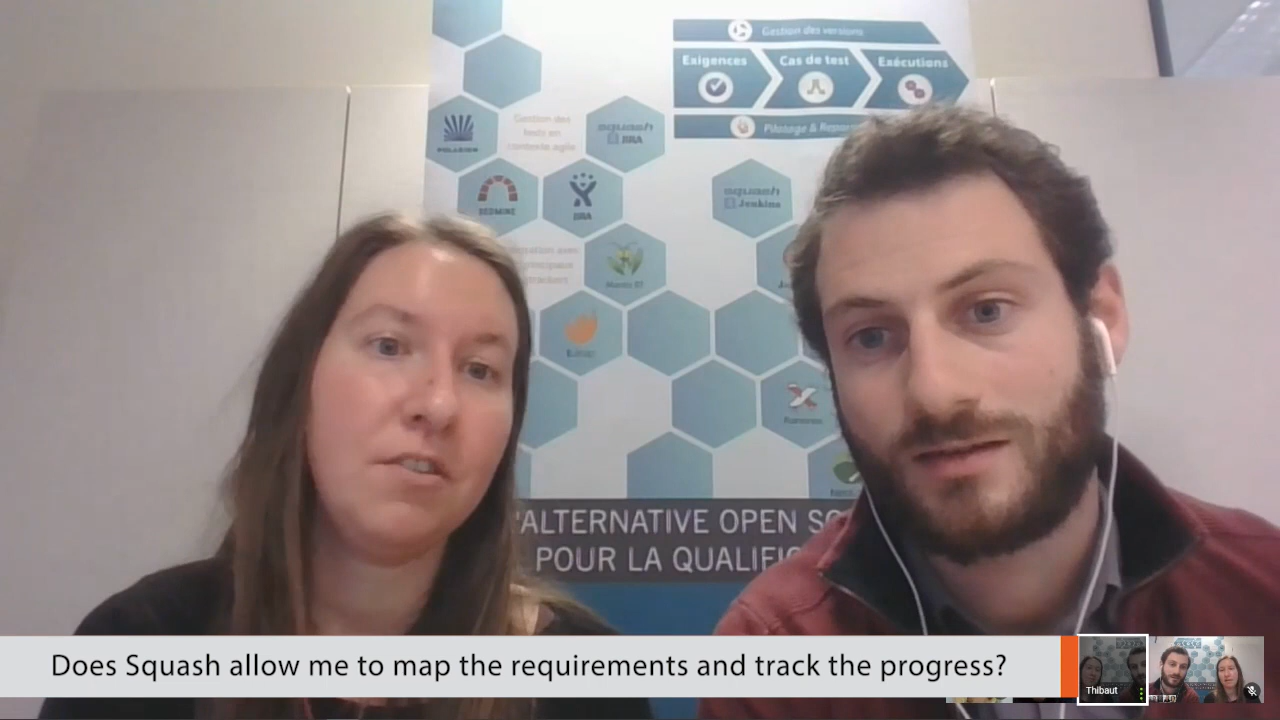 Gestion des versions
Exigences
Cas de test
Exécutions
Pilotage & Repor
POLARION
Gestion des
tests en
contexte agile
squash
JIRA
REDMINE
JIRA
squash
Jenkins
Mantis BT
'ALTERNATIVE OPEN SO
POUR LA QUALIFIC
Does Squash allow me to map the requirements and track the progress?
Thibaut